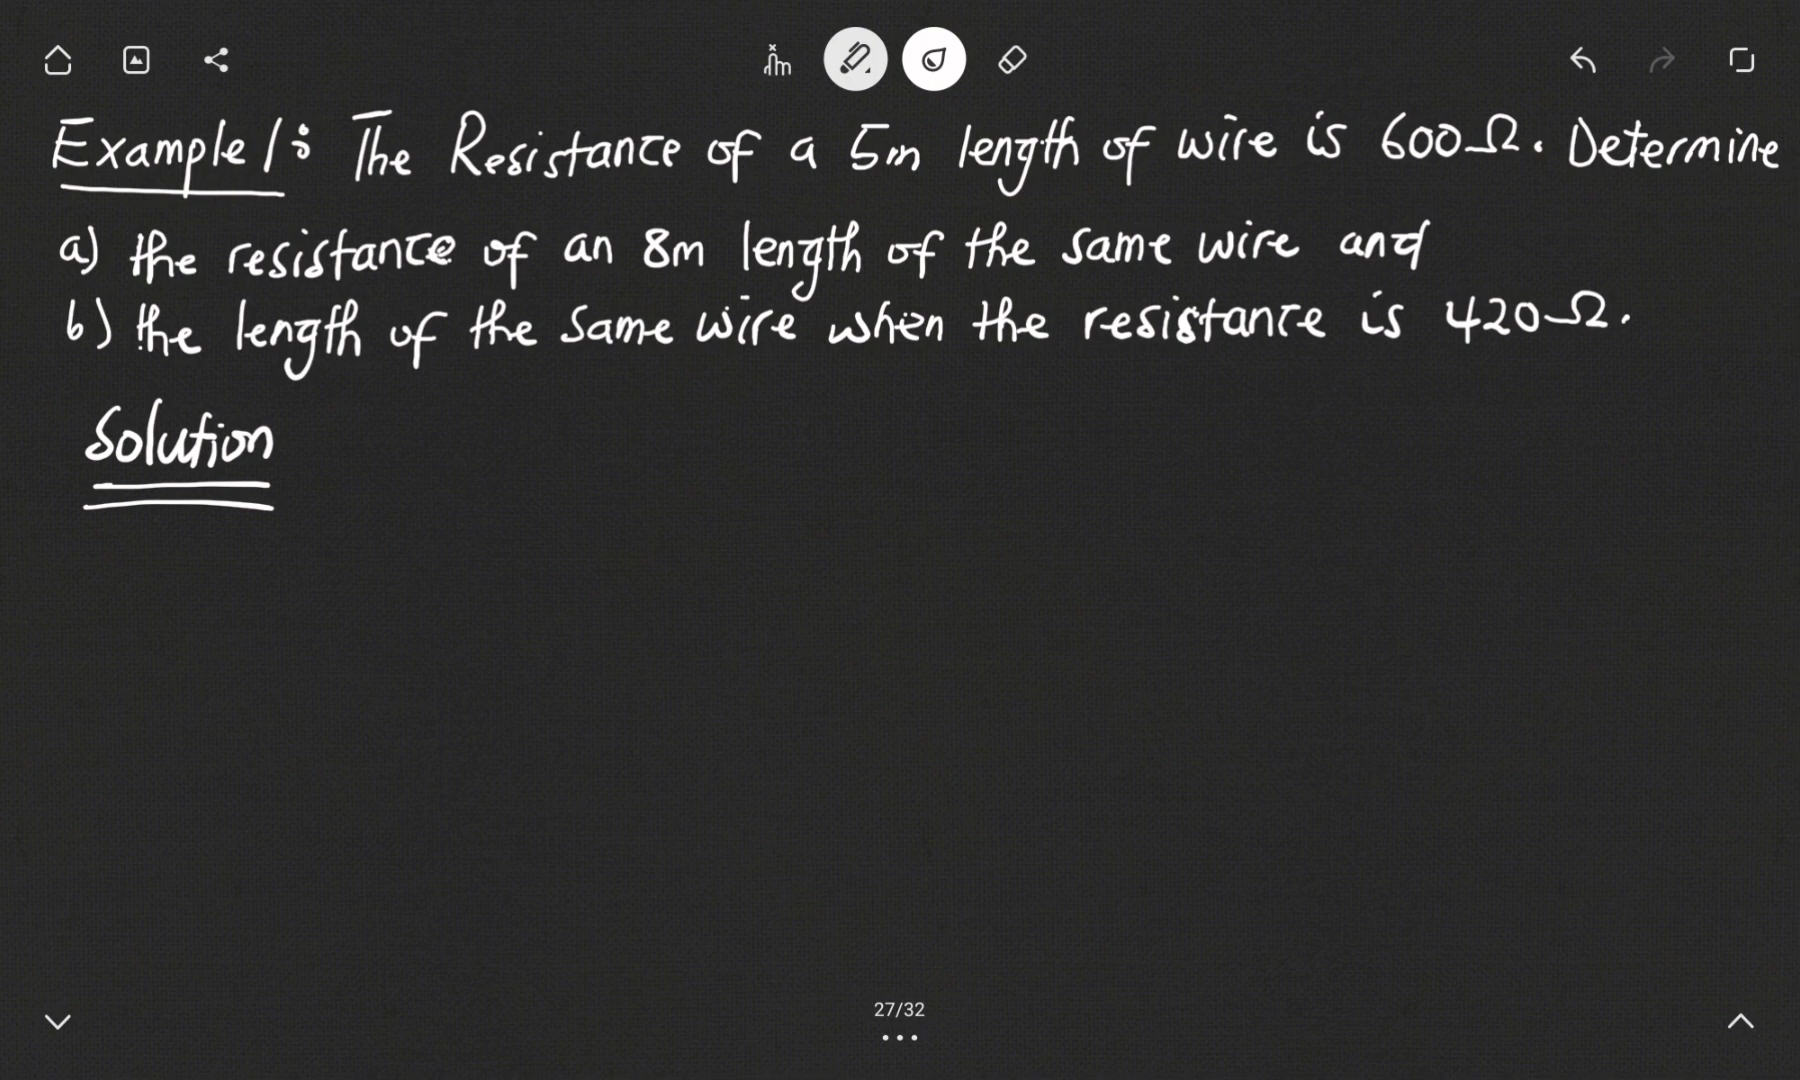 Example 1: The Resistance of a 5m length of wire is 600Ω. Determine
a) the resistance of an 8m length of the same wire and
b) the length of the same wire when the resistance is 420Ω.
Solution
27/32